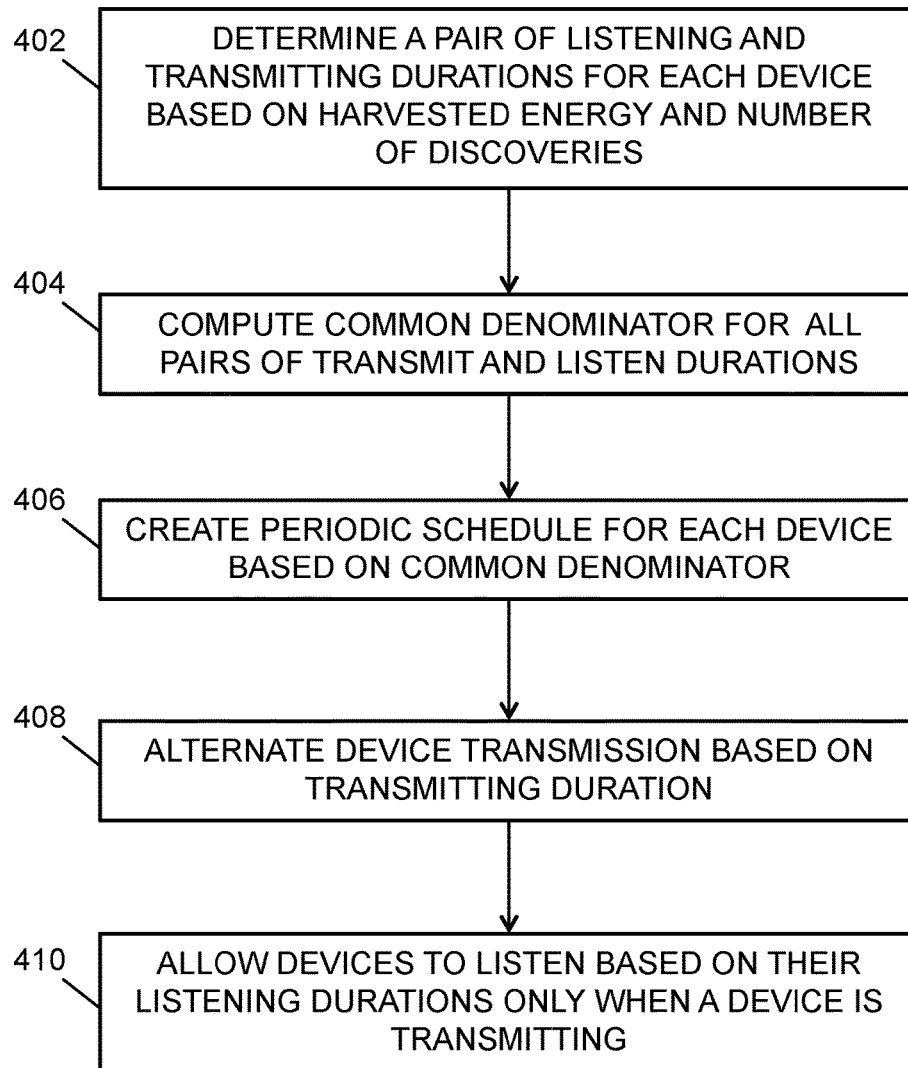 402
DETERMINE A PAIR OF LISTENING AND
TRANSMITTING DURATIONS FOR EACH DEVICE
BASED ON HARVESTED ENERGY AND NUMBER
OF DISCOVERIES
404
COMPUTE COMMON DENOMINATOR FOR ALL
PAIRS OF TRANSMIT AND LISTEN DURATIONS
406
CREATE PERIODIC SCHEDULE FOR EACH DEVICE
BASED ON COMMON DENOMINATOR
408
ALTERNATE DEVICE TRANSMISSION BASED ON
TRANSMITTING DURATION
410
ALLOW DEVICES TO LISTEN BASED ON THEIR
LISTENING DURATIONS ONLY WHEN A DEVICE IS
TRANSMITTING